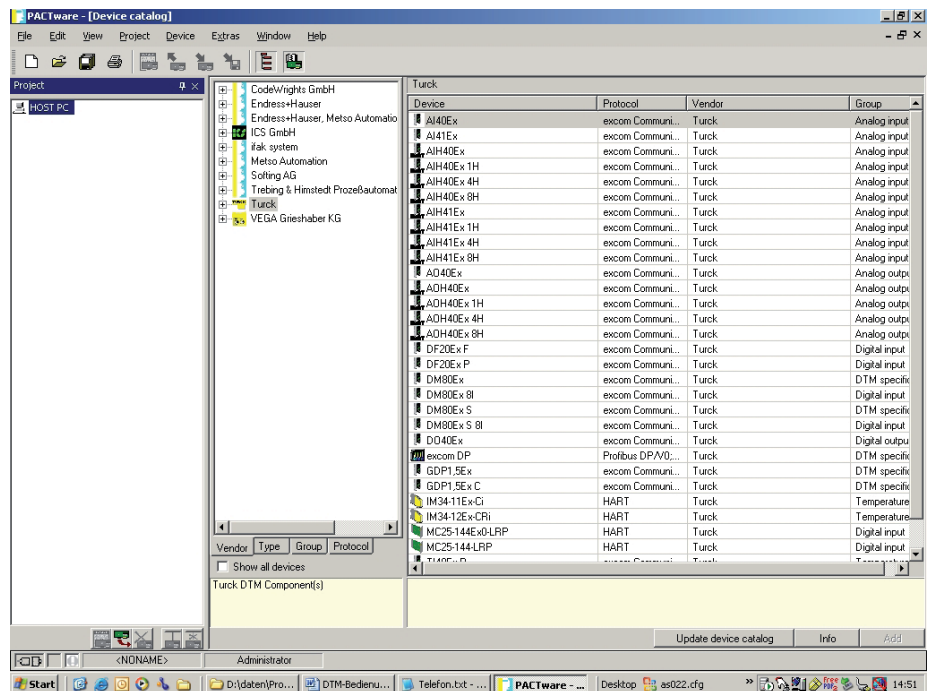 PACTware - [Device catalog]
File Edit View Project Device Extras Window Help
Project
HOST PC
CodeWrights GmbH
Endress+Hauser
Endress+Hauser, Metso Automatio
ICS GmbH
ifak system
Metso Automation
Softing AG
Trebing & Himstedt Prozeßautomat
Turck
VEGA Grieshaber KG
Vendor Type Group Protocol
Show all devices
Turck DTM Component(s)
Turck
Device Protocol Vendor Group
AI40Ex excom Communi... Turck Analog input
AI41Ex excom Communi... Turck Analog input
AIH40Ex excom Communi... Turck Analog input
AIH40Ex 1H excom Communi... Turck Analog input
AIH40Ex 4H excom Communi... Turck Analog input
AIH40Ex 8H excom Communi... Turck Analog input
AIH41Ex excom Communi... Turck Analog input
AIH41Ex 1H excom Communi... Turck Analog input
AIH41Ex 4H excom Communi... Turck Analog input
AIH41Ex 8H excom Communi... Turck Analog input
AO40Ex excom Communi... Turck Analog outpu
AOH40Ex excom Communi... Turck Analog outpu
AOH40Ex 1H excom Communi... Turck Analog outpu
AOH40Ex 4H excom Communi... Turck Analog outpu
AOH40Ex 8H excom Communi... Turck Analog outpu
DF20Ex F excom Communi... Turck Digital input
DF20Ex P excom Communi... Turck Digital input
DM80Ex excom Communi... Turck DTM specific
DM80Ex 8I excom Communi... Turck Digital input
DM80Ex S excom Communi... Turck DTM specific
DM80Ex S 8I excom Communi... Turck Digital input
DO40Ex excom Communi... Turck Digital outpu
excom DP Profibus DP/V0;... Turck DTM specific
GDP1,5Ex excom Communi... Turck DTM specific
GDP1,5Ex C excom Communi... Turck DTM specific
IM34-11Ex-Ci HART Turck Temperature
IM34-12Ex-CRi HART Turck Temperature
MC25-144Ex0-LRP HART Turck Digital input
MC25-144-LRP HART Turck Digital input
Update device catalog Info Add
<NONAME> Administrator
Start D:\daten\Pro... DTM-Bedienu... Telefon.txt - ... PACTware - ... Desktop as022.cfg 14:51